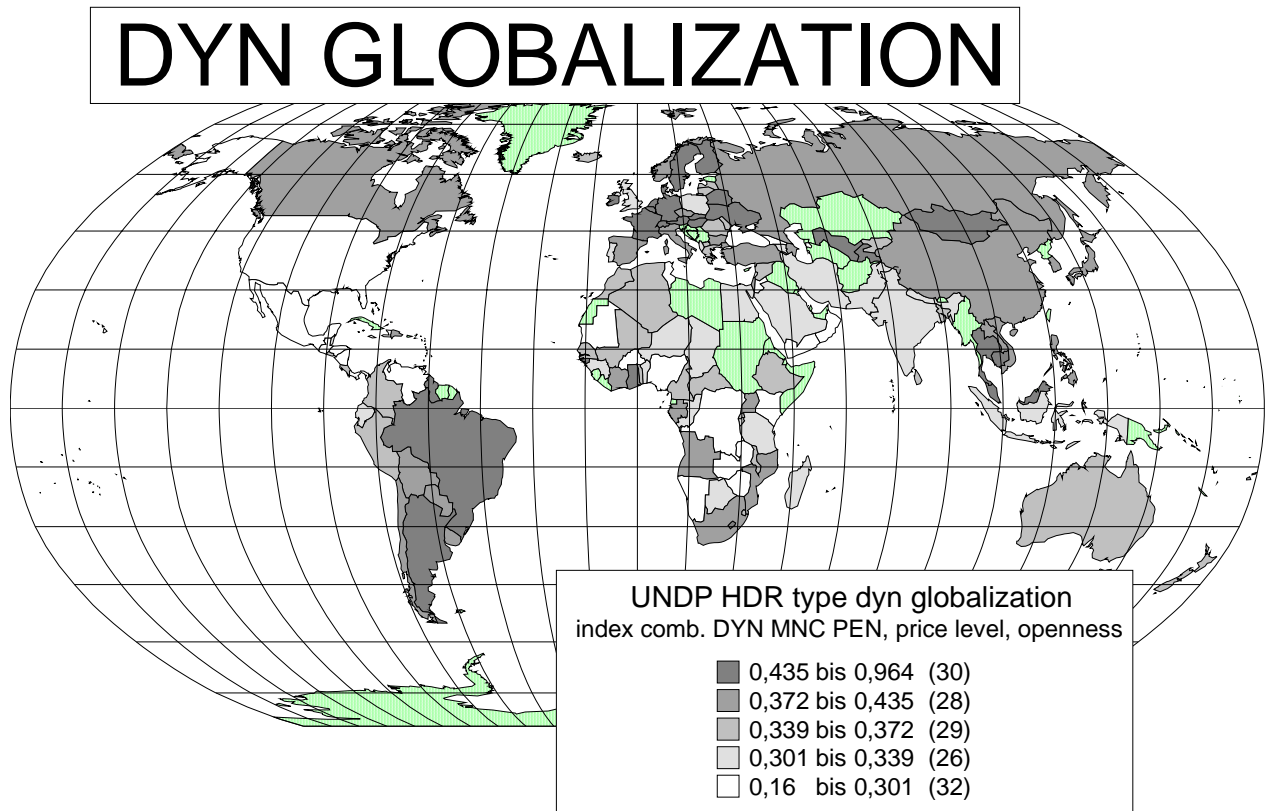 DYN GLOBALIZATION
UNDP HDR type dyn globalization
index comb. DYN MNC PEN, price level, openness
0,435 bis 0,964 (30)
0,372 bis 0,435 (28)
0,339 bis 0,372 (29)
0,301 bis 0,339 (26)
0,16 bis 0,301 (32)